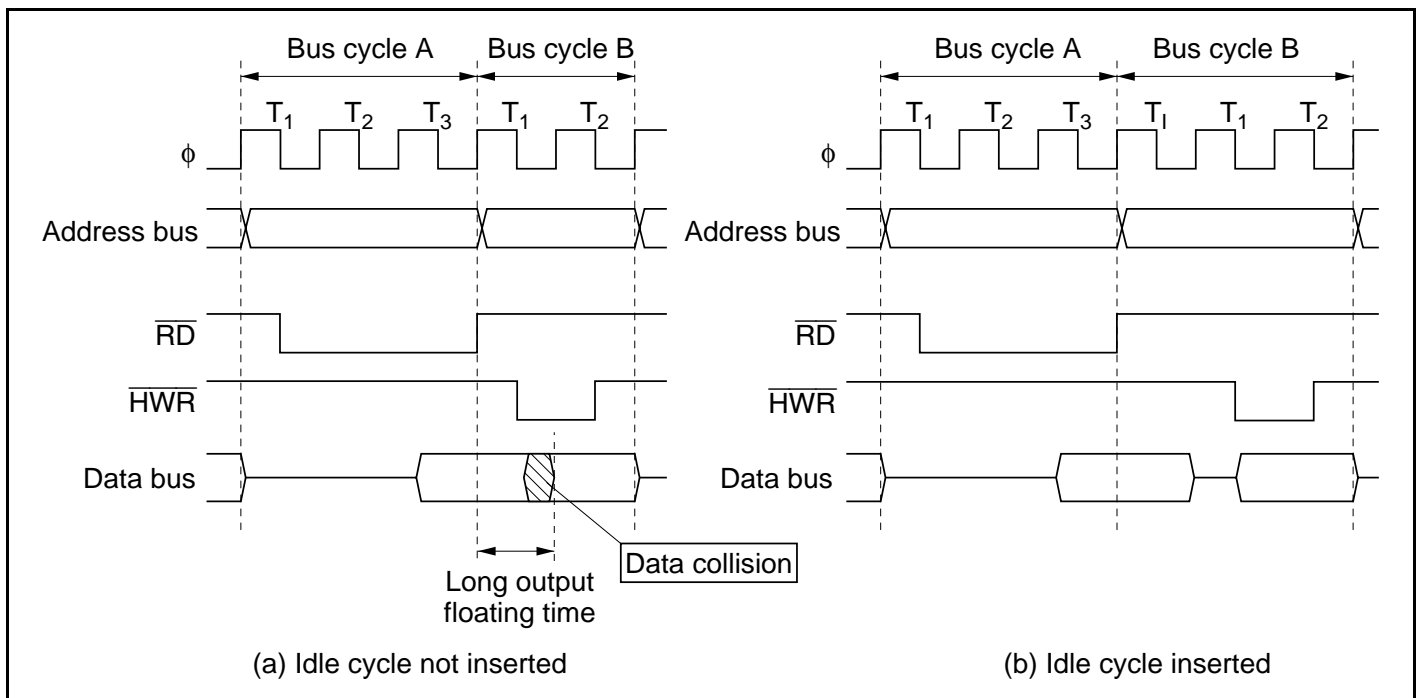 Bus cycle A Bus cycle B
T1 T2 T3 T1 T2
ϕ
Address bus
RD
HWR
Data bus
Data collision
Long output
floating time
(a) Idle cycle not inserted
Bus cycle A Bus cycle B
T1 T2 T3 TI T1 T2
ϕ
Address bus
RD
HWR
Data bus
(b) Idle cycle inserted